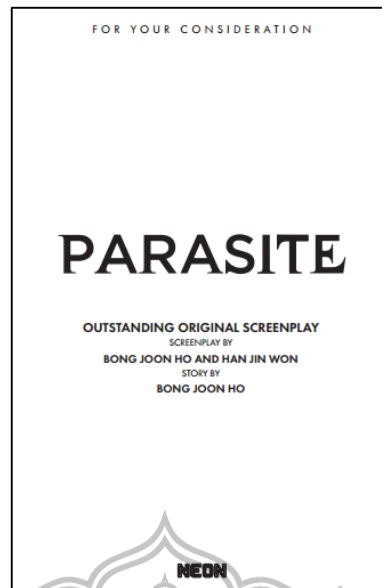 FOR YOUR CONSIDERATION
PARASITE
OUTSTANDING ORIGINAL SCREENPLAY
SCREENPLAY BY
BONG JOON HO AND HAN JIN WON
STORY BY
BONG JOON HO
NEON